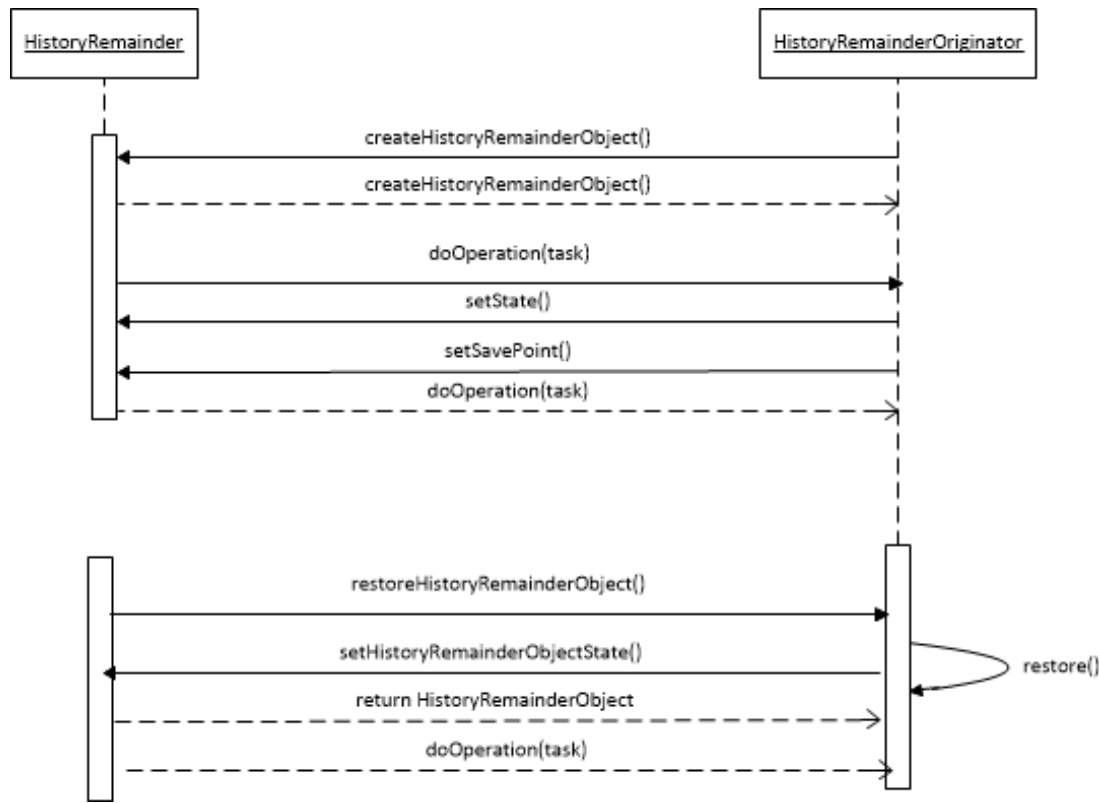 HistoryRemainder
HistoryRemainderOriginator
createHistoryRemainderObject()
createHistoryRemainderObject()
doOperation(task)
setState()
setSavePoint()
doOperation(task)
restoreHistoryRemainderObject()
setHistoryRemainderObjectState()
restore()
return HistoryRemainderObject
doOperation(task)